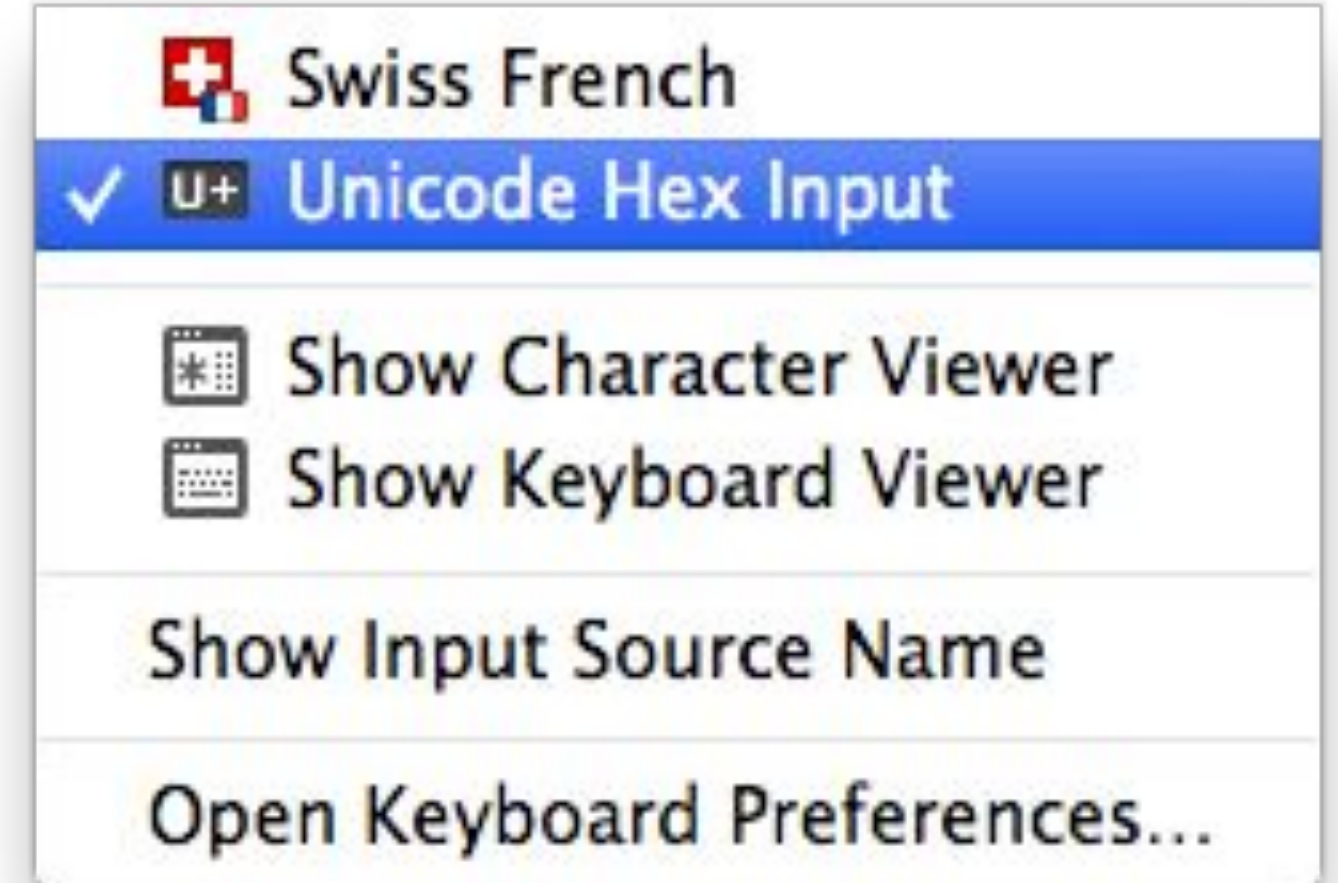 Swiss French
U+ Unicode Hex Input
Show Character Viewer
Show Keyboard Viewer
Show Input Source Name
Open Keyboard Preferences...